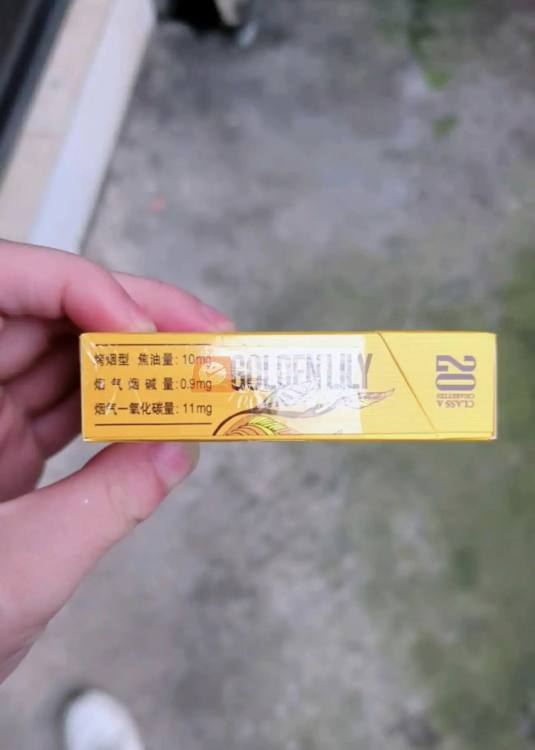 烤烟型 焦油量:10mg
烟气烟碱量:0.9mg
烟气一氧化碳量:11mg
GOLDEN LILY
20
CLASS A
CIGARETTES